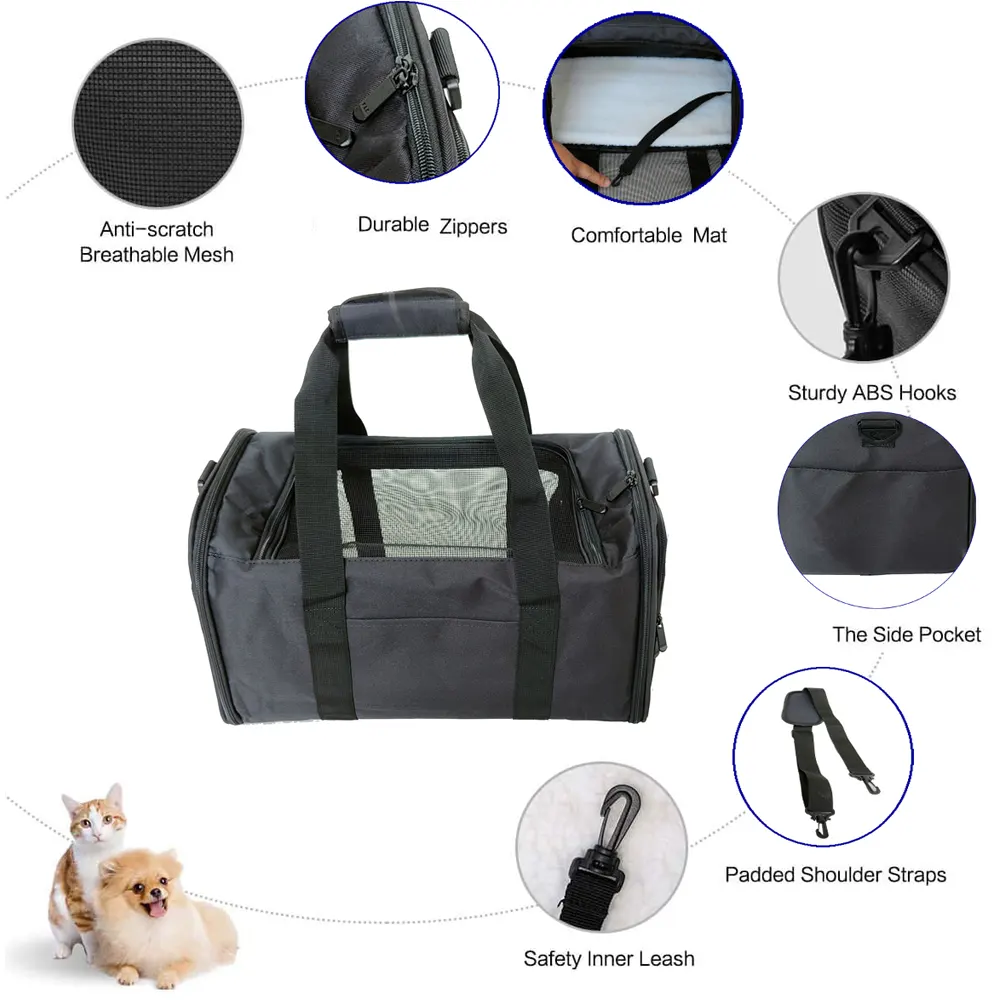 Anti-scratch
Breathable Mesh
Durable Zippers
Comfortable Mat
Sturdy ABS Hooks
The Side Pocket
Padded Shoulder Straps
Safety Inner Leash